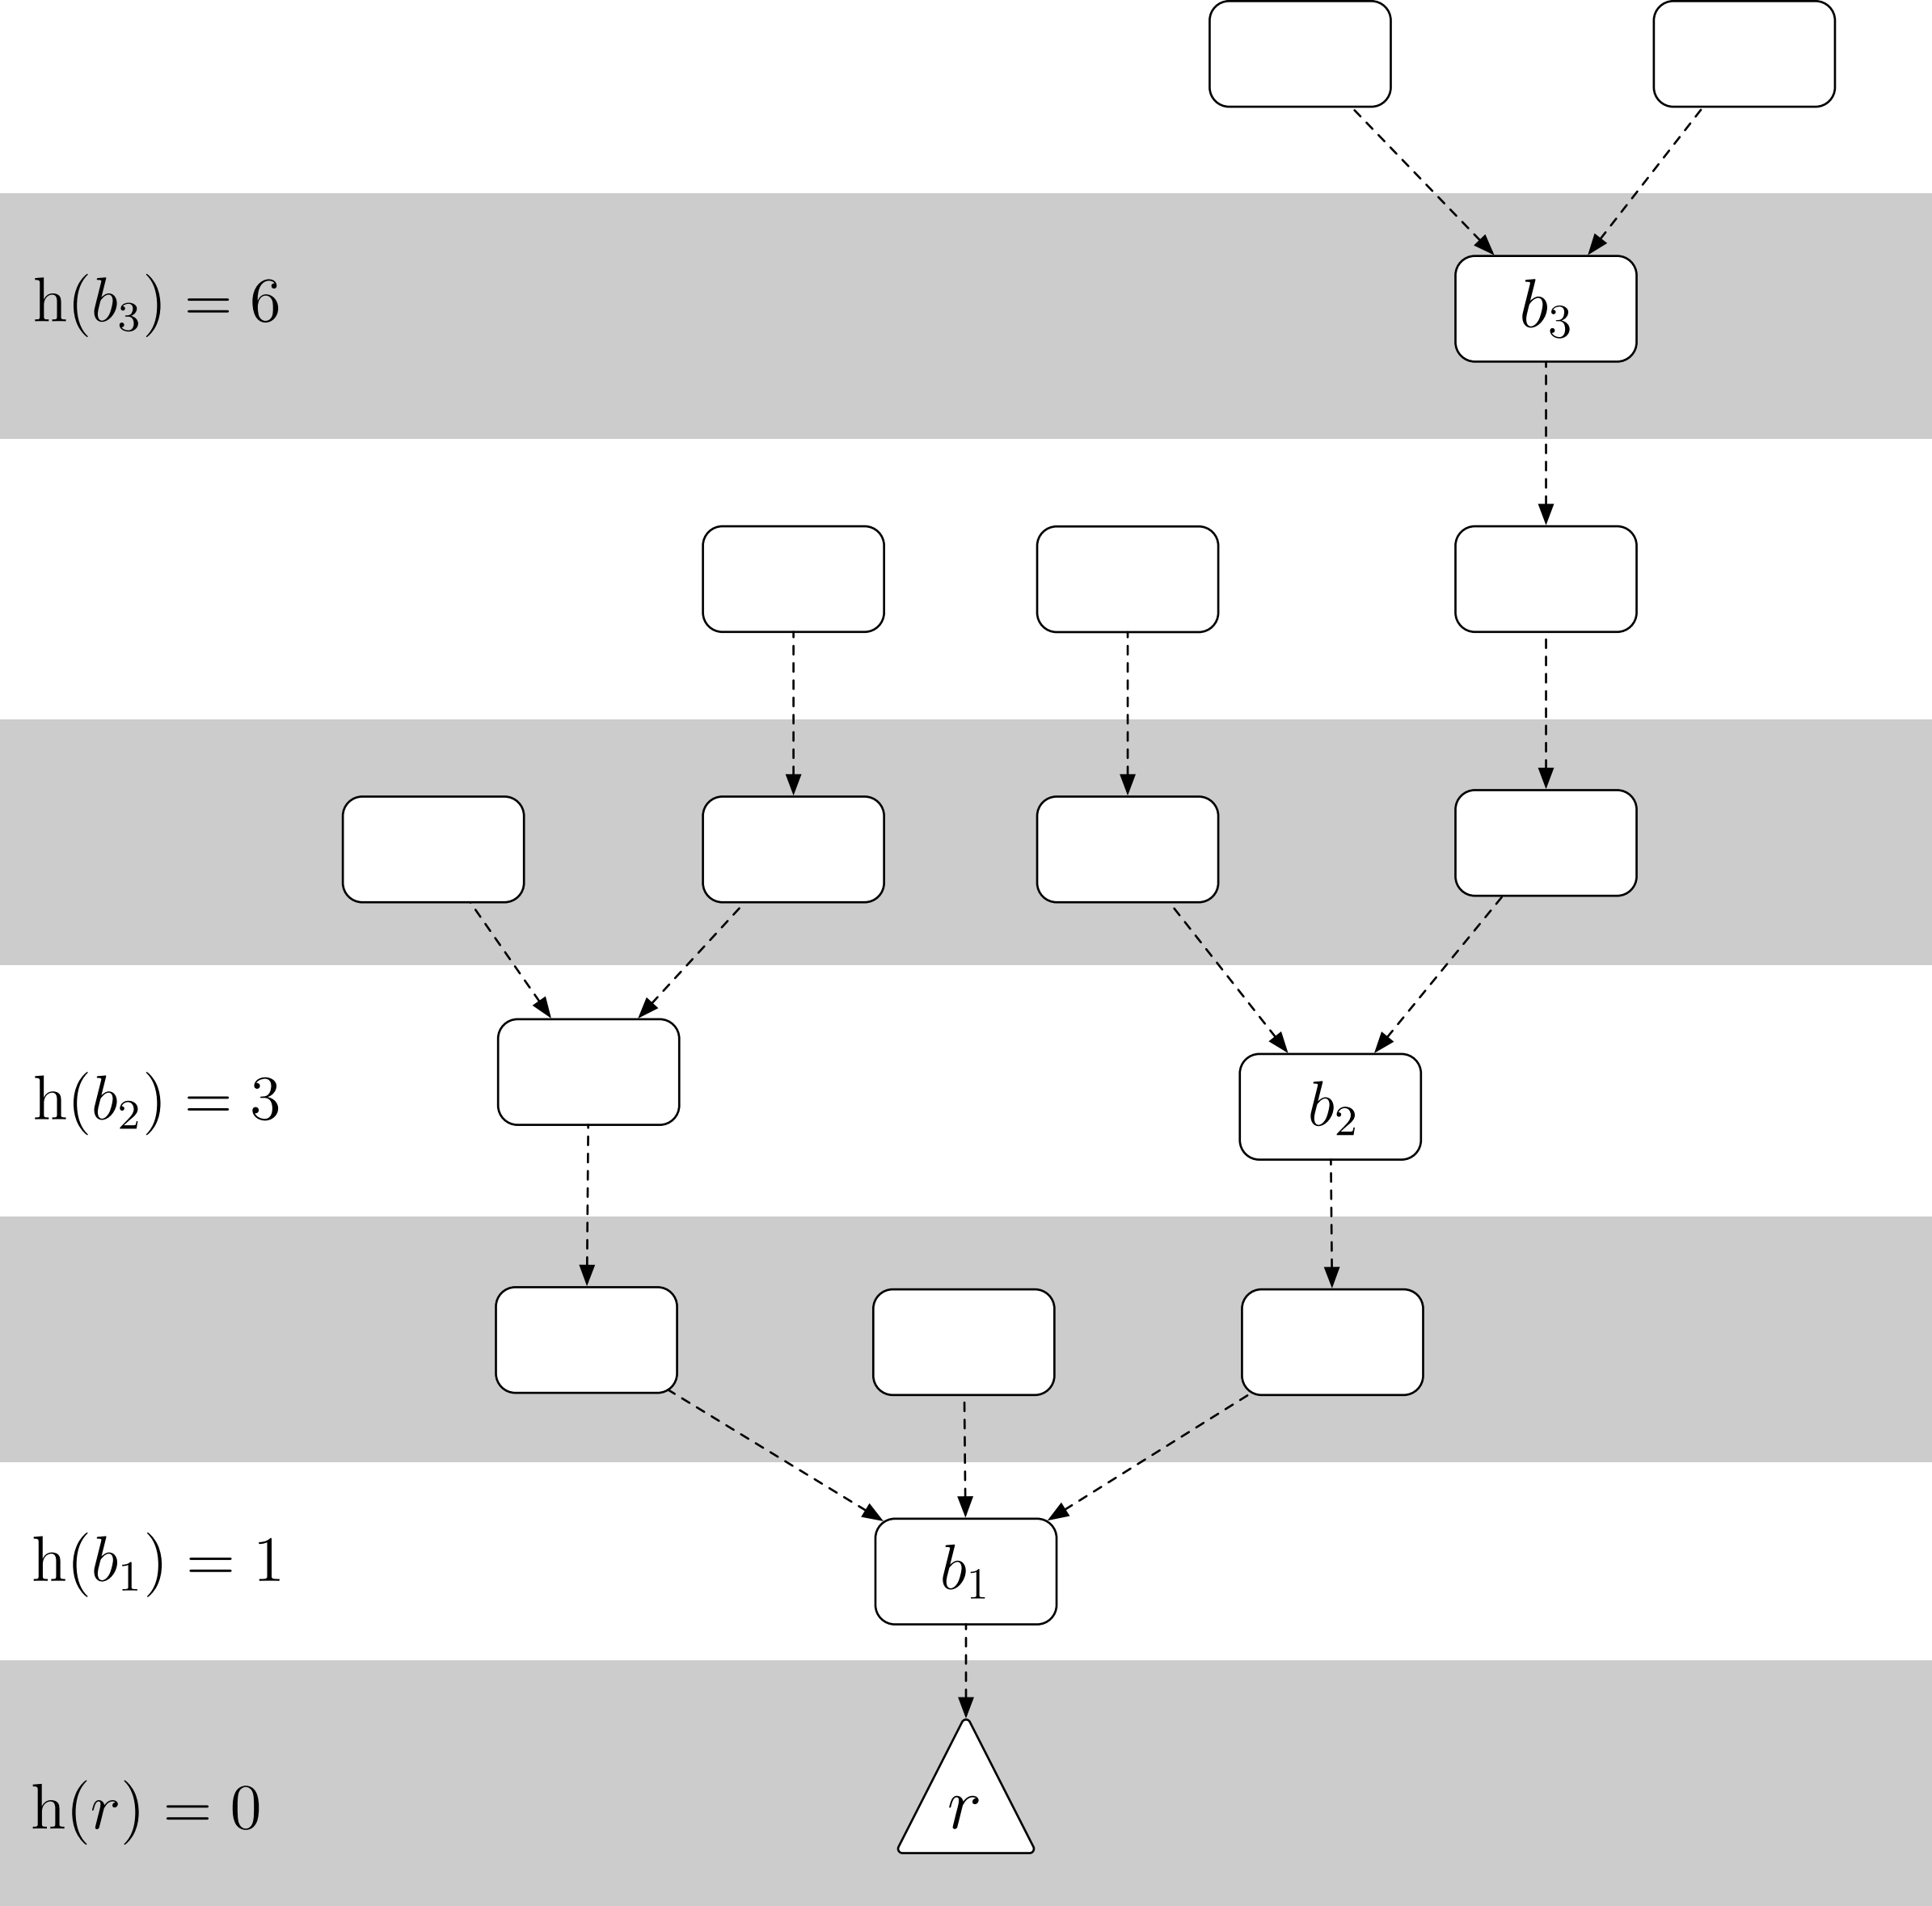 h(b₃) = 6
b₃
h(b₂) = 3
b₂
h(b₁) = 1
b₁
h(r) = 0
r